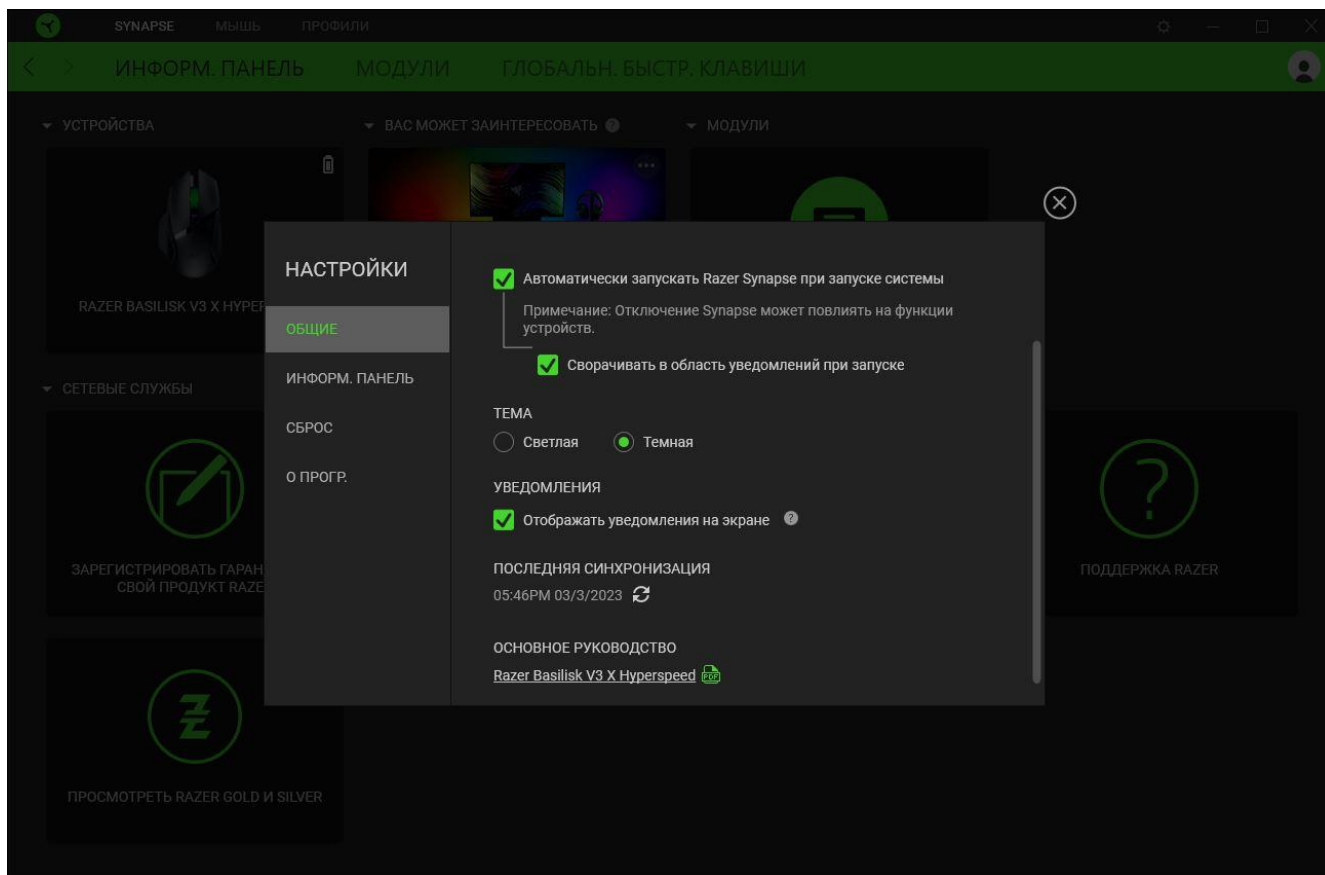 SYNAPSE МЫШЬ ПРОФИЛИ
ИНФОРМ. ПАНЕЛЬ МОДУЛИ ГЛОБАЛЬН. БЫСТР. КЛАВИШИ
УСТРОЙСТВА
ВАС МОЖЕТ ЗАИНТЕРЕСОВАТЬ ?
МОДУЛИ
RAZER BASILISK V3 X HYPER
СЕТЕВЫЕ СЛУЖБЫ
ЗАРЕГИСТРИРОВАТЬ ГАРАН
СВОЙ ПРОДУКТ RAZE
ПОДДЕРЖКА RAZER
ПРОСМОТРЕТЬ RAZER GOLD И SILVER
НАСТРОЙКИ
ОБЩИЕ
ИНФОРМ. ПАНЕЛЬ
СБРОС
О ПРОГР.
Автоматически запускать Razer Synapse при запуске системы
Примечание: Отключение Synapse может повлиять на функции
устройств.
Сворачивать в область уведомлений при запуске
ТЕМА
Светлая Темная
УВЕДОМЛЕНИЯ
Отображать уведомления на экране ?
ПОСЛЕДНЯЯ СИНХРОНИЗАЦИЯ
05:46PM 03/3/2023
ОСНОВНОЕ РУКОВОДСТВО
Razer Basilisk V3 X Hyperspeed PDF